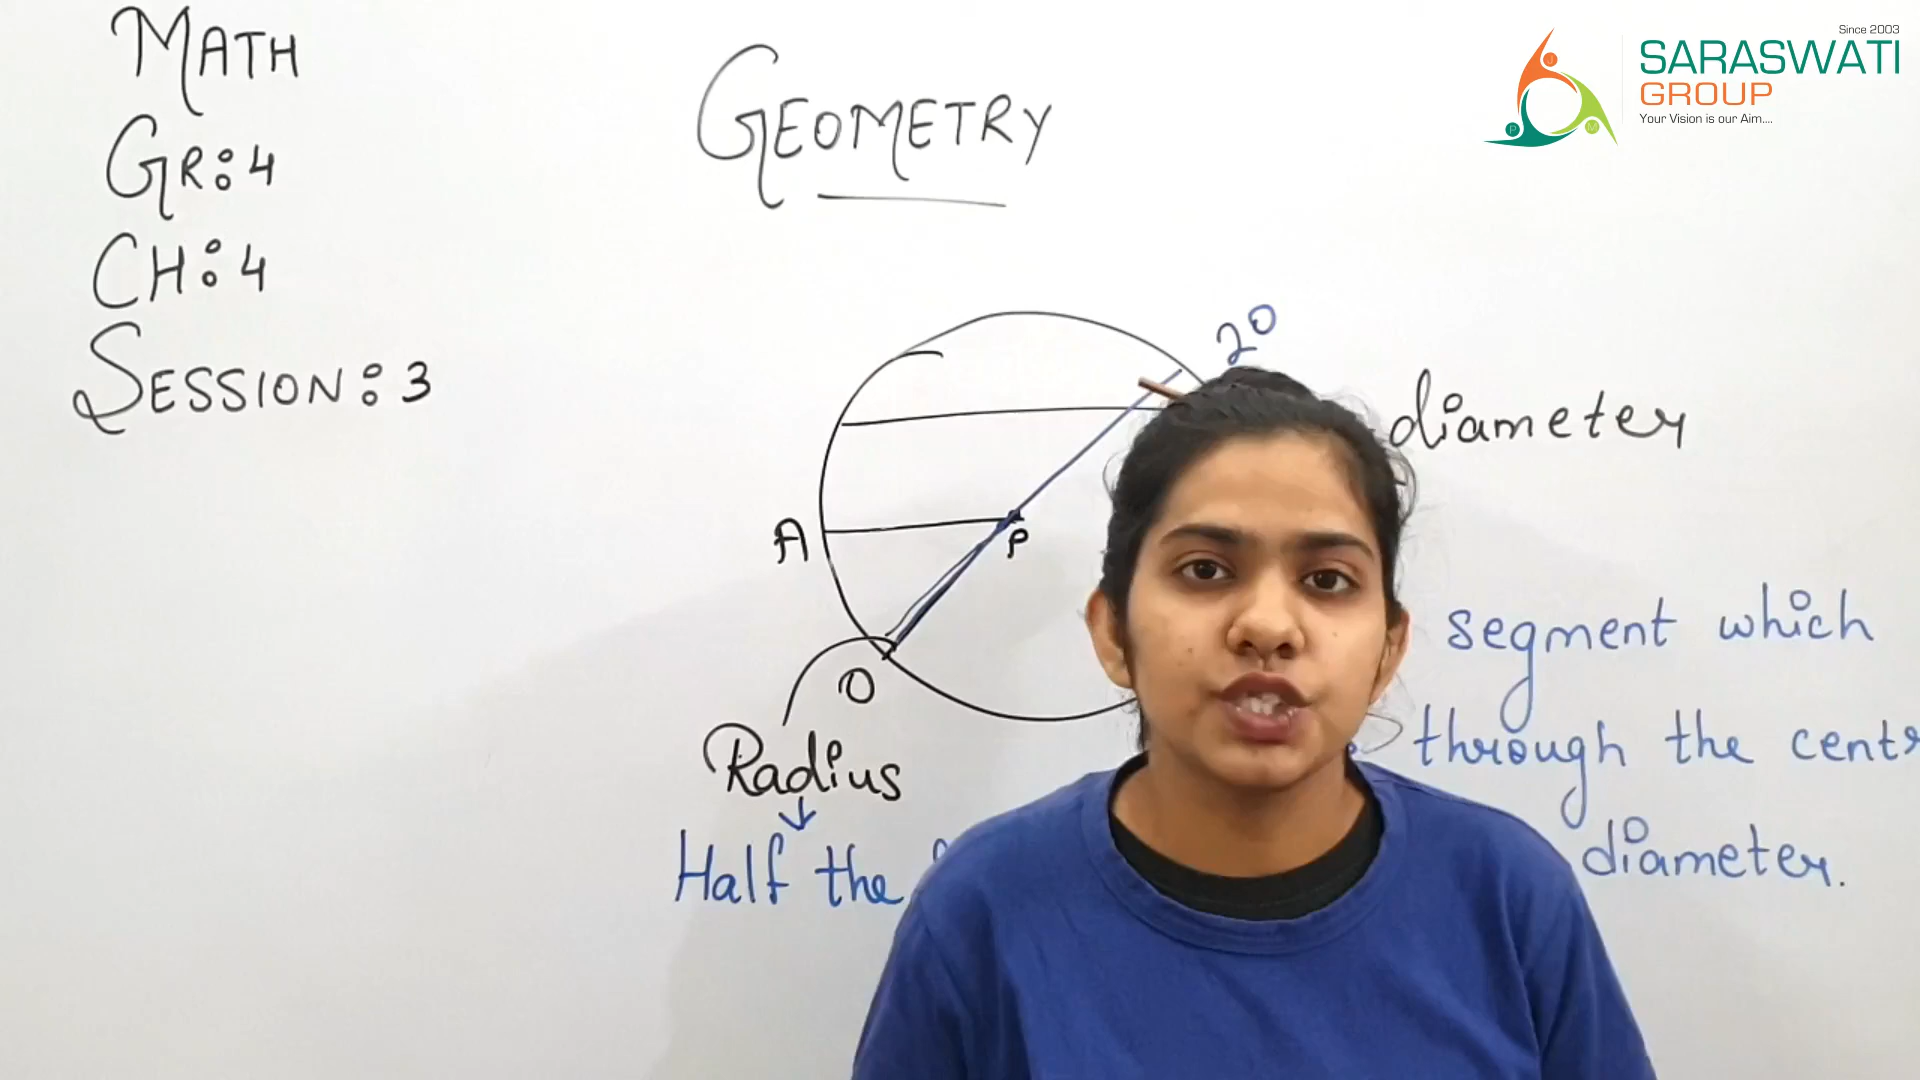 MATH
GR: 4
CH: 4
SESSION: 3
GEOMETRY
Since 2003
SARASWATI
GROUP
Your Vision is our Aim....
J
P
M
20
diameter
A
P
O
Radius
Half the
segment which
through the
diameter.